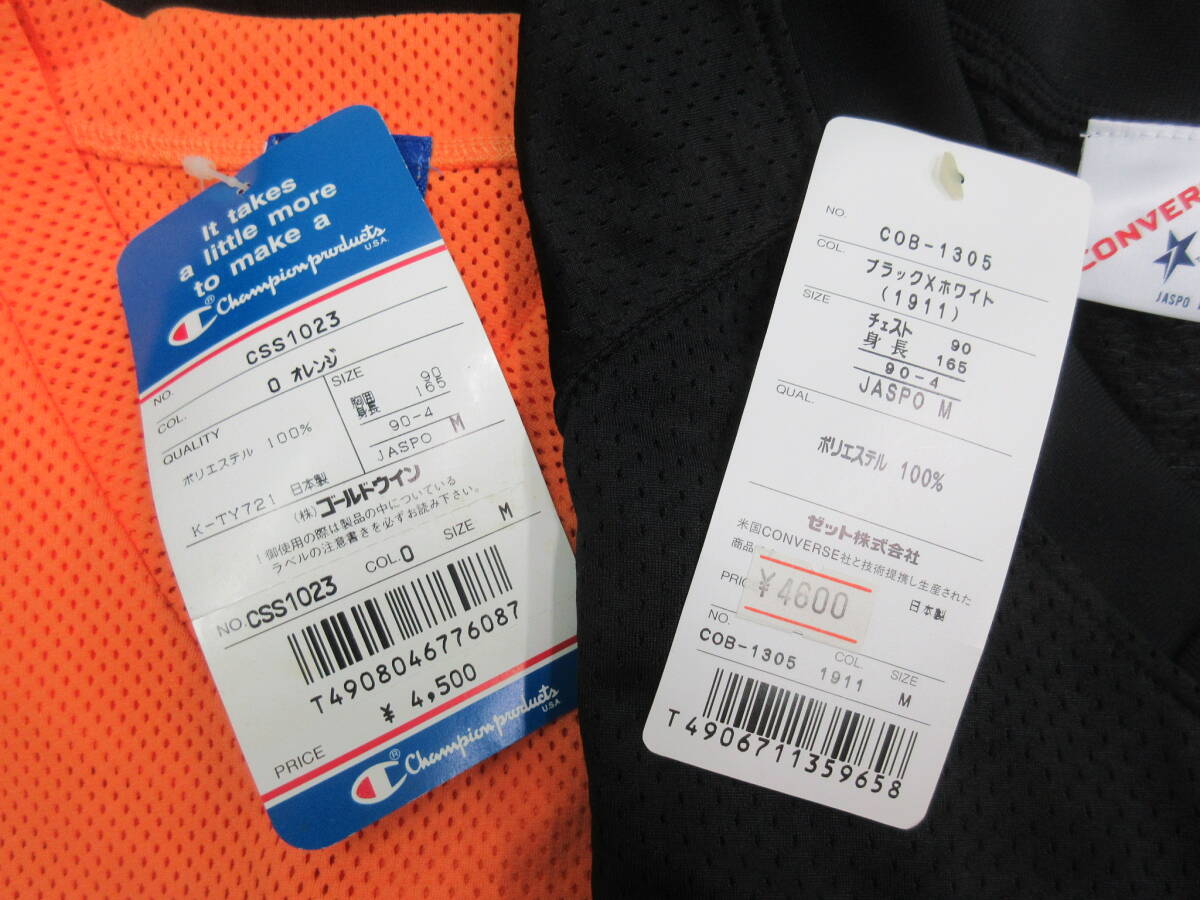 It takes
a little more
to make a
Champion products
U.S.A.
NO. CSS1023
COL. O オレンジ
QUALITY
ポリエステル 100%
SIZE
胸囲 90
身長 165
90-4
JASPO M
K-TY721 日本製
(株)ゴールドウイン
!御使用の際は製品の中についている
ラベルの注意書きを必ずお読み下さい。
NO. CSS1023 COL. O SIZE M
T4908046776087
¥ 4,500
PRICE
Champion products
U.S.A.
NO. COB-1305
COL. ブラックXホワイト
(1911)
SIZE
チェスト 90
身長 165
90-4
JASPO M
QUAL.
ポリエステル 100%
ゼット株式会社
米国CONVERSE社と技術提携し生産された
商品
日本製
PRIC
¥4600
NO. COL. SIZE
COB-1305 1911 M
T4906711359658
CONVER
JASPO